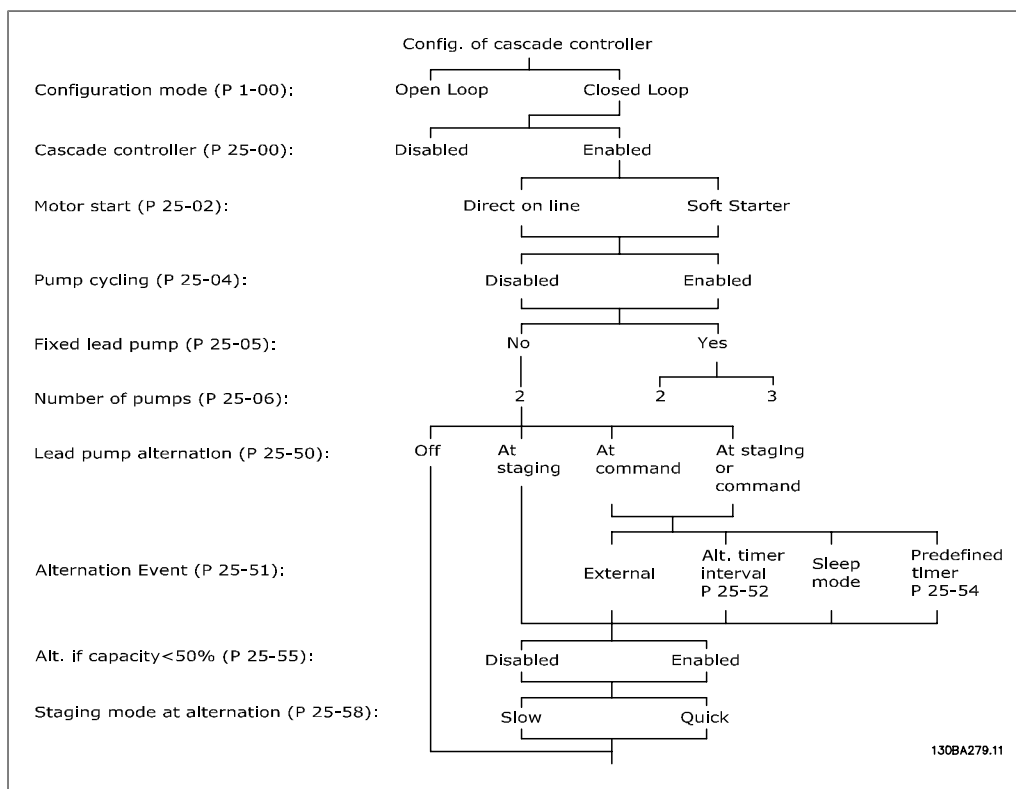 Config. of cascade controller
Configuration mode (P 1-00): Open Loop Closed Loop
Cascade controller (P 25-00): Disabled Enabled
Motor start (P 25-02): Direct on line Soft Starter
Pump cycling (P 25-04): Disabled Enabled
Fixed lead pump (P 25-05): No Yes
Number of pumps (P 25-06): 2 2 3
Lead pump alternation (P 25-50): Off At staging At command At staging or command
Alternation Event (P 25-51): External Alt. timer interval P 25-52 Sleep mode Predefined timer P 25-54
Alt. if capacity<50% (P 25-55): Disabled Enabled
Staging mode at alternation (P 25-58): Slow Quick
130BA279.11